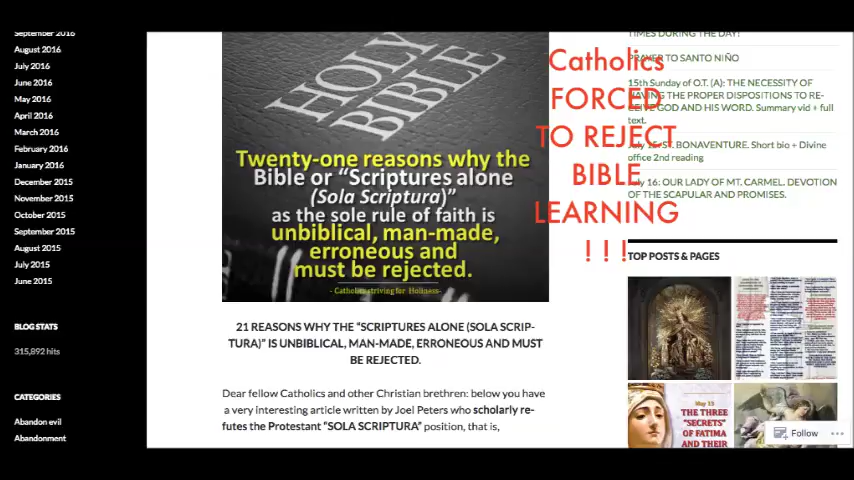 September 2016
August 2016
July 2016
June 2016
May 2016
April 2016
March 2016
February 2016
January 2016
December 2015
November 2015
October 2015
September 2015
August 2015
July 2015
June 2015
BLOG STATS
315,892 hits
CATEGORIES
Abandon evil
Abandonment
HOLY
BIBLE
Twenty-one reasons why the
Bible or “Scriptures alone
(Sola Scriptura)”
as the sole rule of faith is
unbiblical, man-made,
erroneous and
must be rejected.
- Catholics striving for Holiness-
21 REASONS WHY THE “SCRIPTURES ALONE (SOLA SCRIP-
TURA)” IS UNBIBLICAL, MAN-MADE, ERRONEOUS AND MUST
BE REJECTED.
Dear fellow Catholics and other Christian brethren: below you have
a very interesting article written by Joel Peters who scholarly re-
futes the Protestant “SOLA SCRIPTURA” position, that is,
Catholics
FORCED
TO REJECT
BIBLE
LEARNING
! ! !
TIMES DURING THE DAY!
PRAYER TO SANTO NIÑO
15th Sunday of O.T. (A): THE NECESSITY OF
HAVING THE PROPER DISPOSITIONS TO RE-
CEIVE GOD AND HIS WORD. Summary vid + full
text.
July 15: ST. BONAVENTURE. Short bio + Divine
office 2nd reading
July 16: OUR LADY OF MT. CARMEL. DEVOTION
OF THE SCAPULAR AND PROMISES.
TOP POSTS & PAGES
May 13
THE THREE
“SECRETS”
OF FATIMA
AND THEIR
Follow